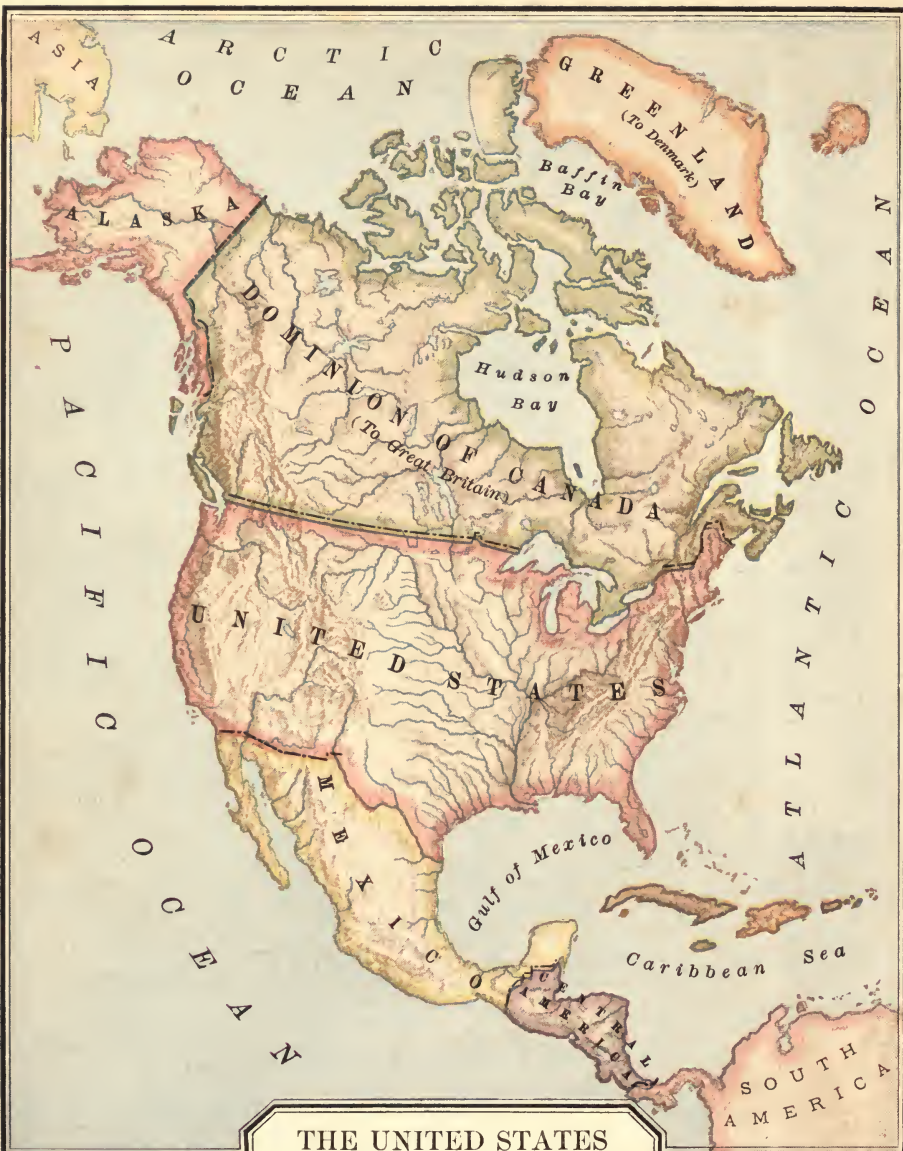 ASIA
ARCTIC
OCEAN
GREENLAND
(To Denmark)
Baffin
Bay
ALASKA
DOMINION OF CANADA
(To Great Britain)
Hudson
Bay
PACIFIC
OCEAN
ATLANTIC
OCEAN
UNITED STATES
MEXICO
Gulf of Mexico
Caribbean Sea
CENTRAL
AMERICA
SOUTH
AMERICA
THE UNITED STATES